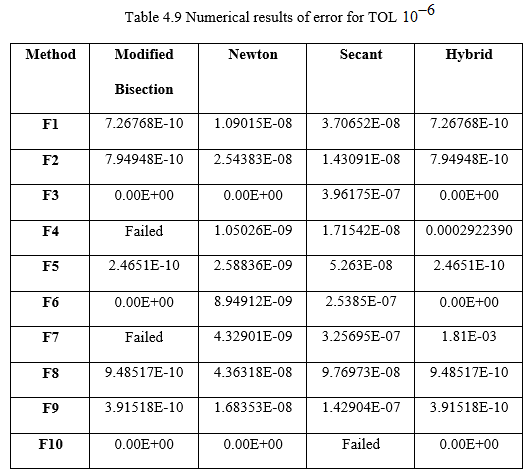 Table 4.9 Numerical results of error for TOL 10^−6
Method Modified Bisection Newton Secant Hybrid
F1 7.26768E-10 1.09015E-08 3.70652E-08 7.26768E-10
F2 7.94948E-10 2.54383E-08 1.43091E-08 7.94948E-10
F3 0.00E+00 0.00E+00 3.96175E-07 0.00E+00
F4 Failed 1.05026E-09 1.71542E-08 0.0002922390
F5 2.4651E-10 2.58836E-09 5.263E-08 2.4651E-10
F6 0.00E+00 8.94912E-09 2.5385E-07 0.00E+00
F7 Failed 4.32901E-09 3.25695E-07 1.81E-03
F8 9.48517E-10 4.36318E-08 9.76973E-08 9.48517E-10
F9 3.91518E-10 1.68353E-08 1.42904E-07 3.91518E-10
F10 0.00E+00 0.00E+00 Failed 0.00E+00